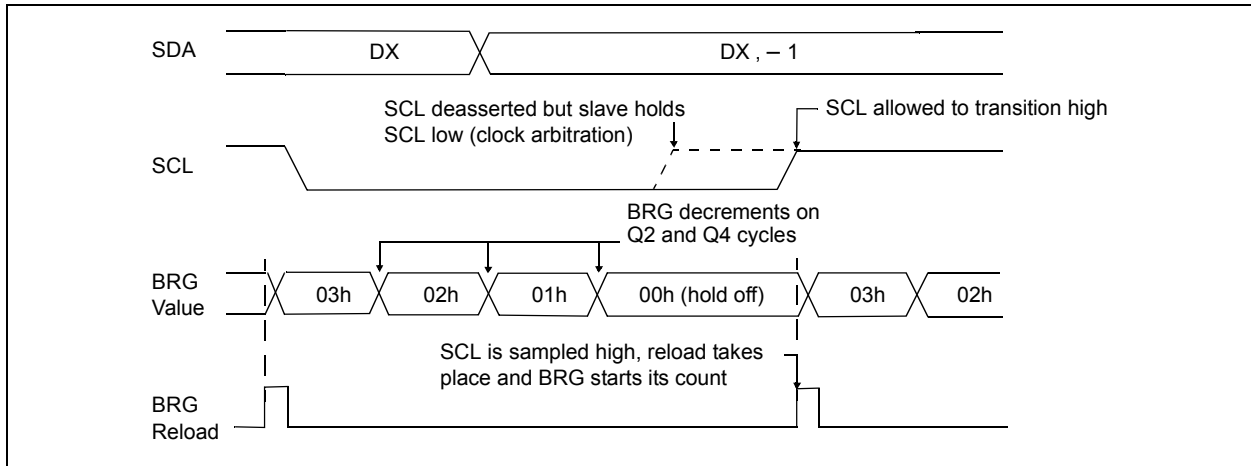 SDA
DX
DX , – 1
SCL deasserted but slave holds
SCL low (clock arbitration)
SCL allowed to transition high
SCL
BRG decrements on
Q2 and Q4 cycles
BRG
Value
03h
02h
01h
00h (hold off)
03h
02h
SCL is sampled high, reload takes
place and BRG starts its count
BRG
Reload